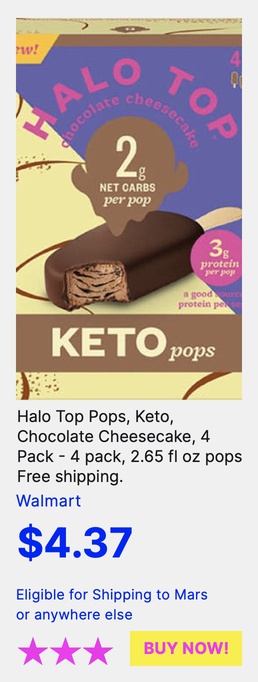 ew!
4
HALO TOP
chocolate cheesecake
2g
NET CARBS
per pop
3g
protein
per pop
a good source
protein per
KETO pops
Halo Top Pops, Keto,
Chocolate Cheesecake, 4
Pack - 4 pack, 2.65 fl oz pops
Free shipping.
Walmart
$4.37
Eligible for Shipping to Mars
or anywhere else
BUY NOW!